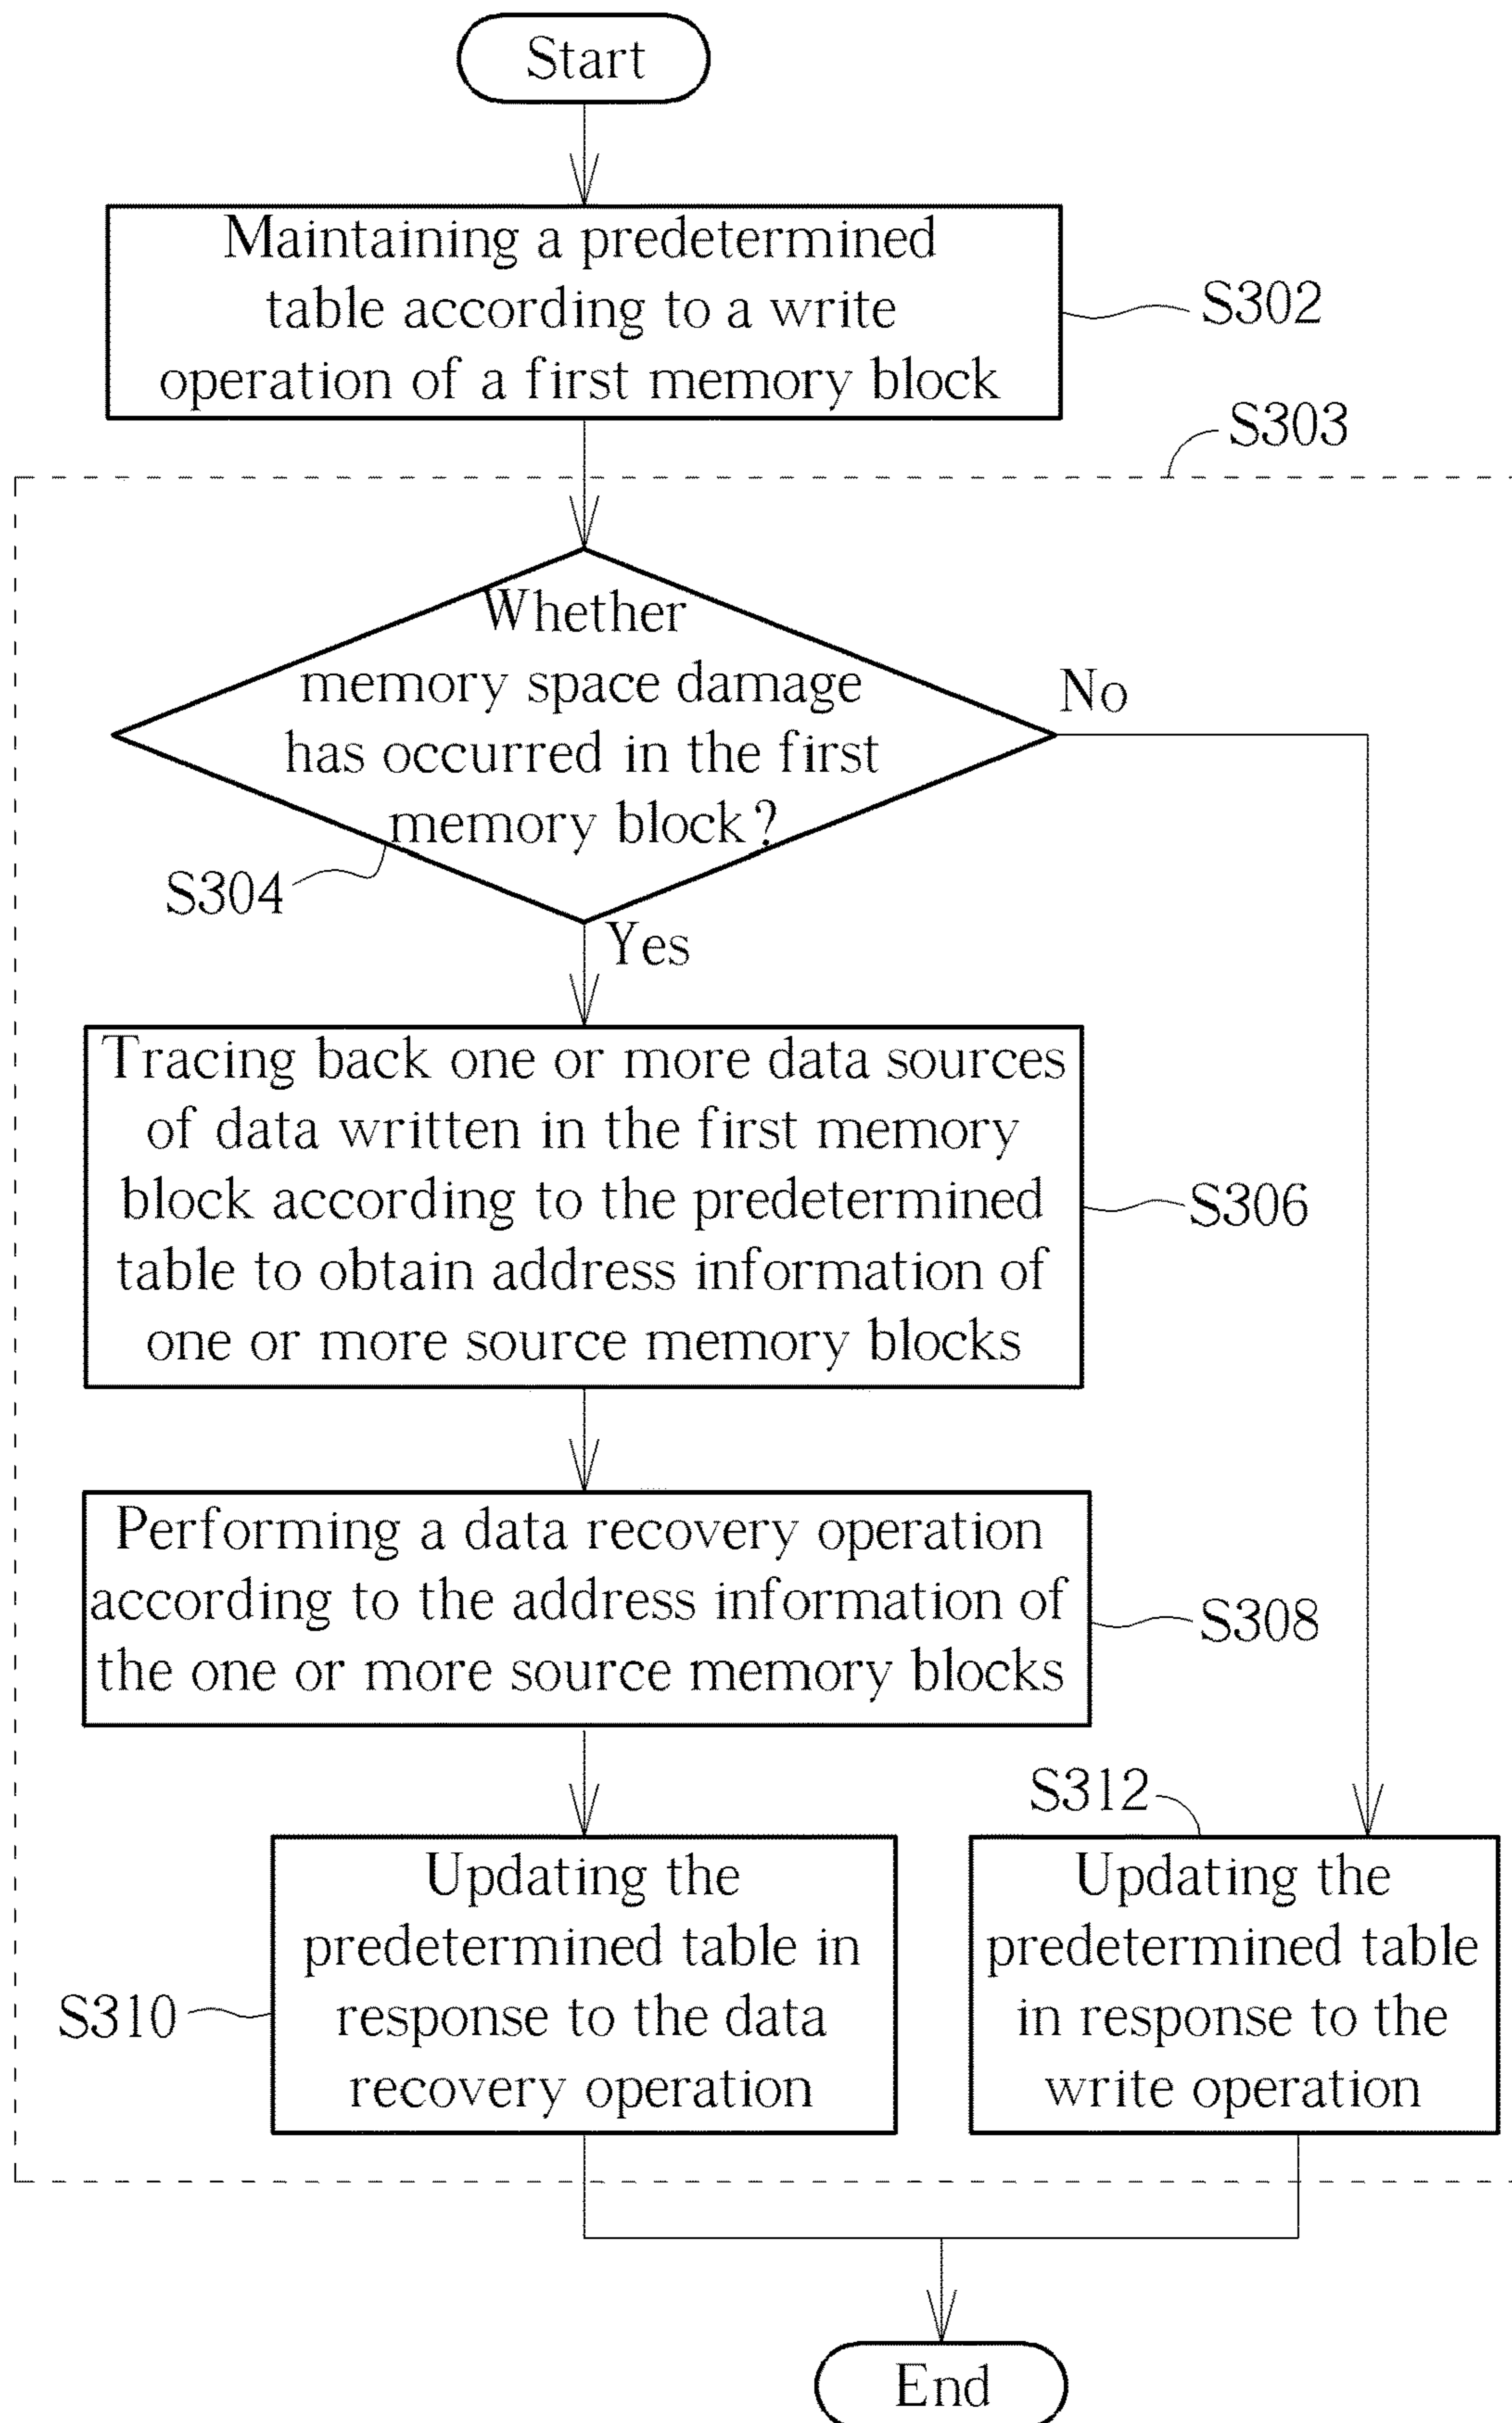 Start
Maintaining a predetermined
table according to a write
operation of a first memory block
S302
S303
Whether
memory space damage
has occurred in the first
memory block?
No
S304
Yes
Tracing back one or more data sources
of data written in the first memory
block according to the predetermined
table to obtain address information of
one or more source memory blocks
S306
Performing a data recovery operation
according to the address information of
the one or more source memory blocks
S308
S312
Updating the
predetermined table in
response to the data
recovery operation
S310
Updating the
predetermined table
in response to the
write operation
End